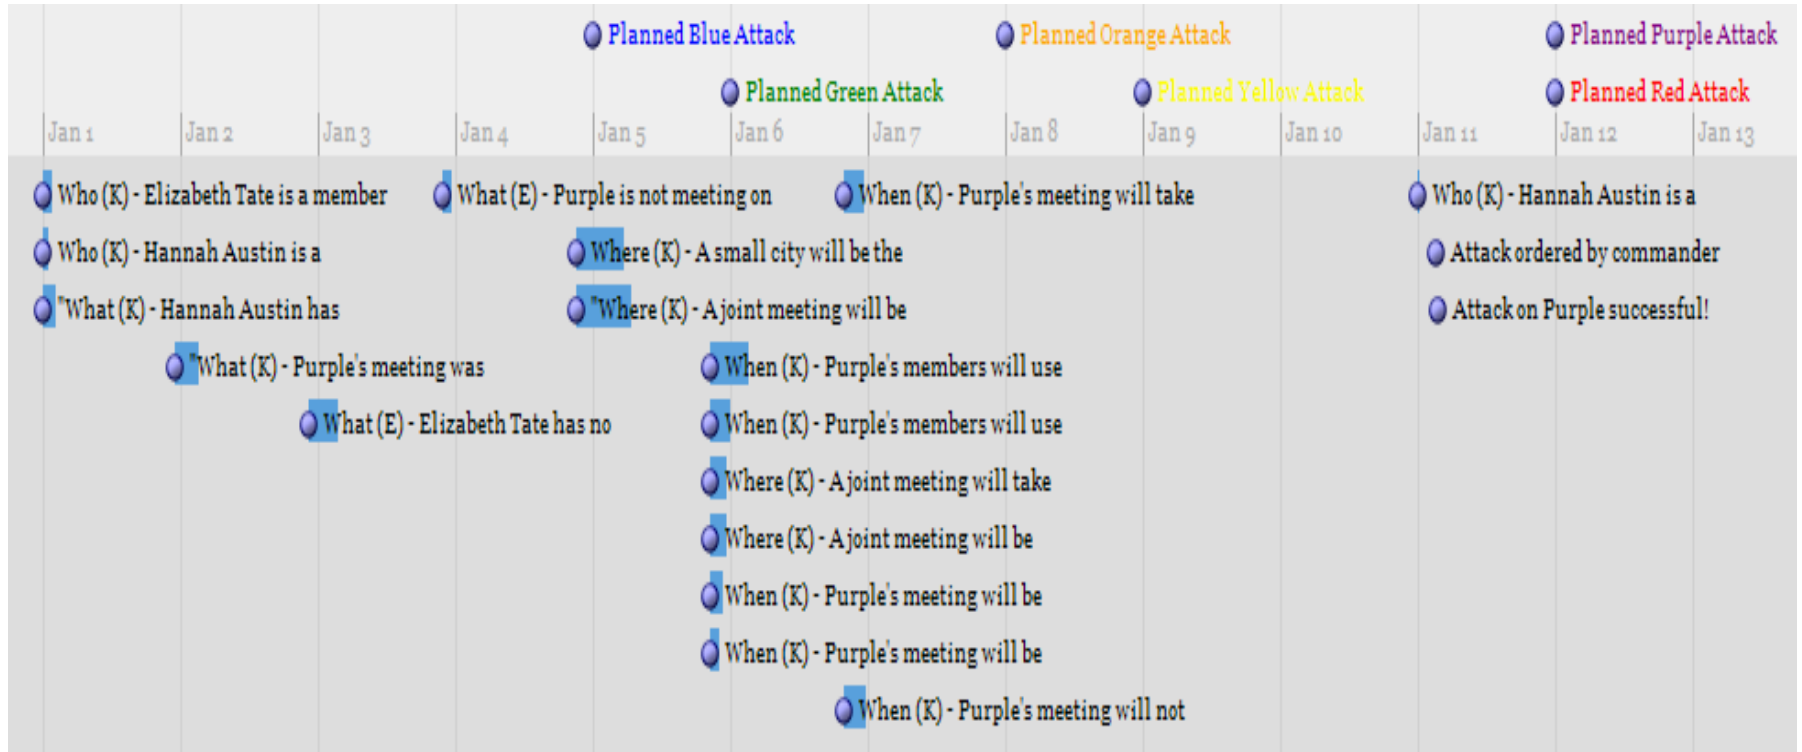 Planned Blue Attack
Planned Orange Attack
Planned Purple Attack
Planned Green Attack
Planned Yellow Attack
Planned Red Attack
Jan 1
Jan 2
Jan 3
Jan 4
Jan 5
Jan 6
Jan 7
Jan 8
Jan 9
Jan 10
Jan 11
Jan 12
Jan 13
Who (K) - Elizabeth Tate is a member
What (E) - Purple is not meeting on
When (K) - Purple's meeting will take
Who (K) - Hannah Austin is a
Who (K) - Hannah Austin is a
Where (K) - A small city will be the
Attack ordered by commander
"What (K) - Hannah Austin has
"Where (K) - A joint meeting will be
Attack on Purple successful!
"What (K) - Purple's meeting was
When (K) - Purple's members will use
What (E) - Elizabeth Tate has no
When (K) - Purple's members will use
Where (K) - A joint meeting will take
Where (K) - A joint meeting will be
When (K) - Purple's meeting will be
When (K) - Purple's meeting will be
When (K) - Purple's meeting will not